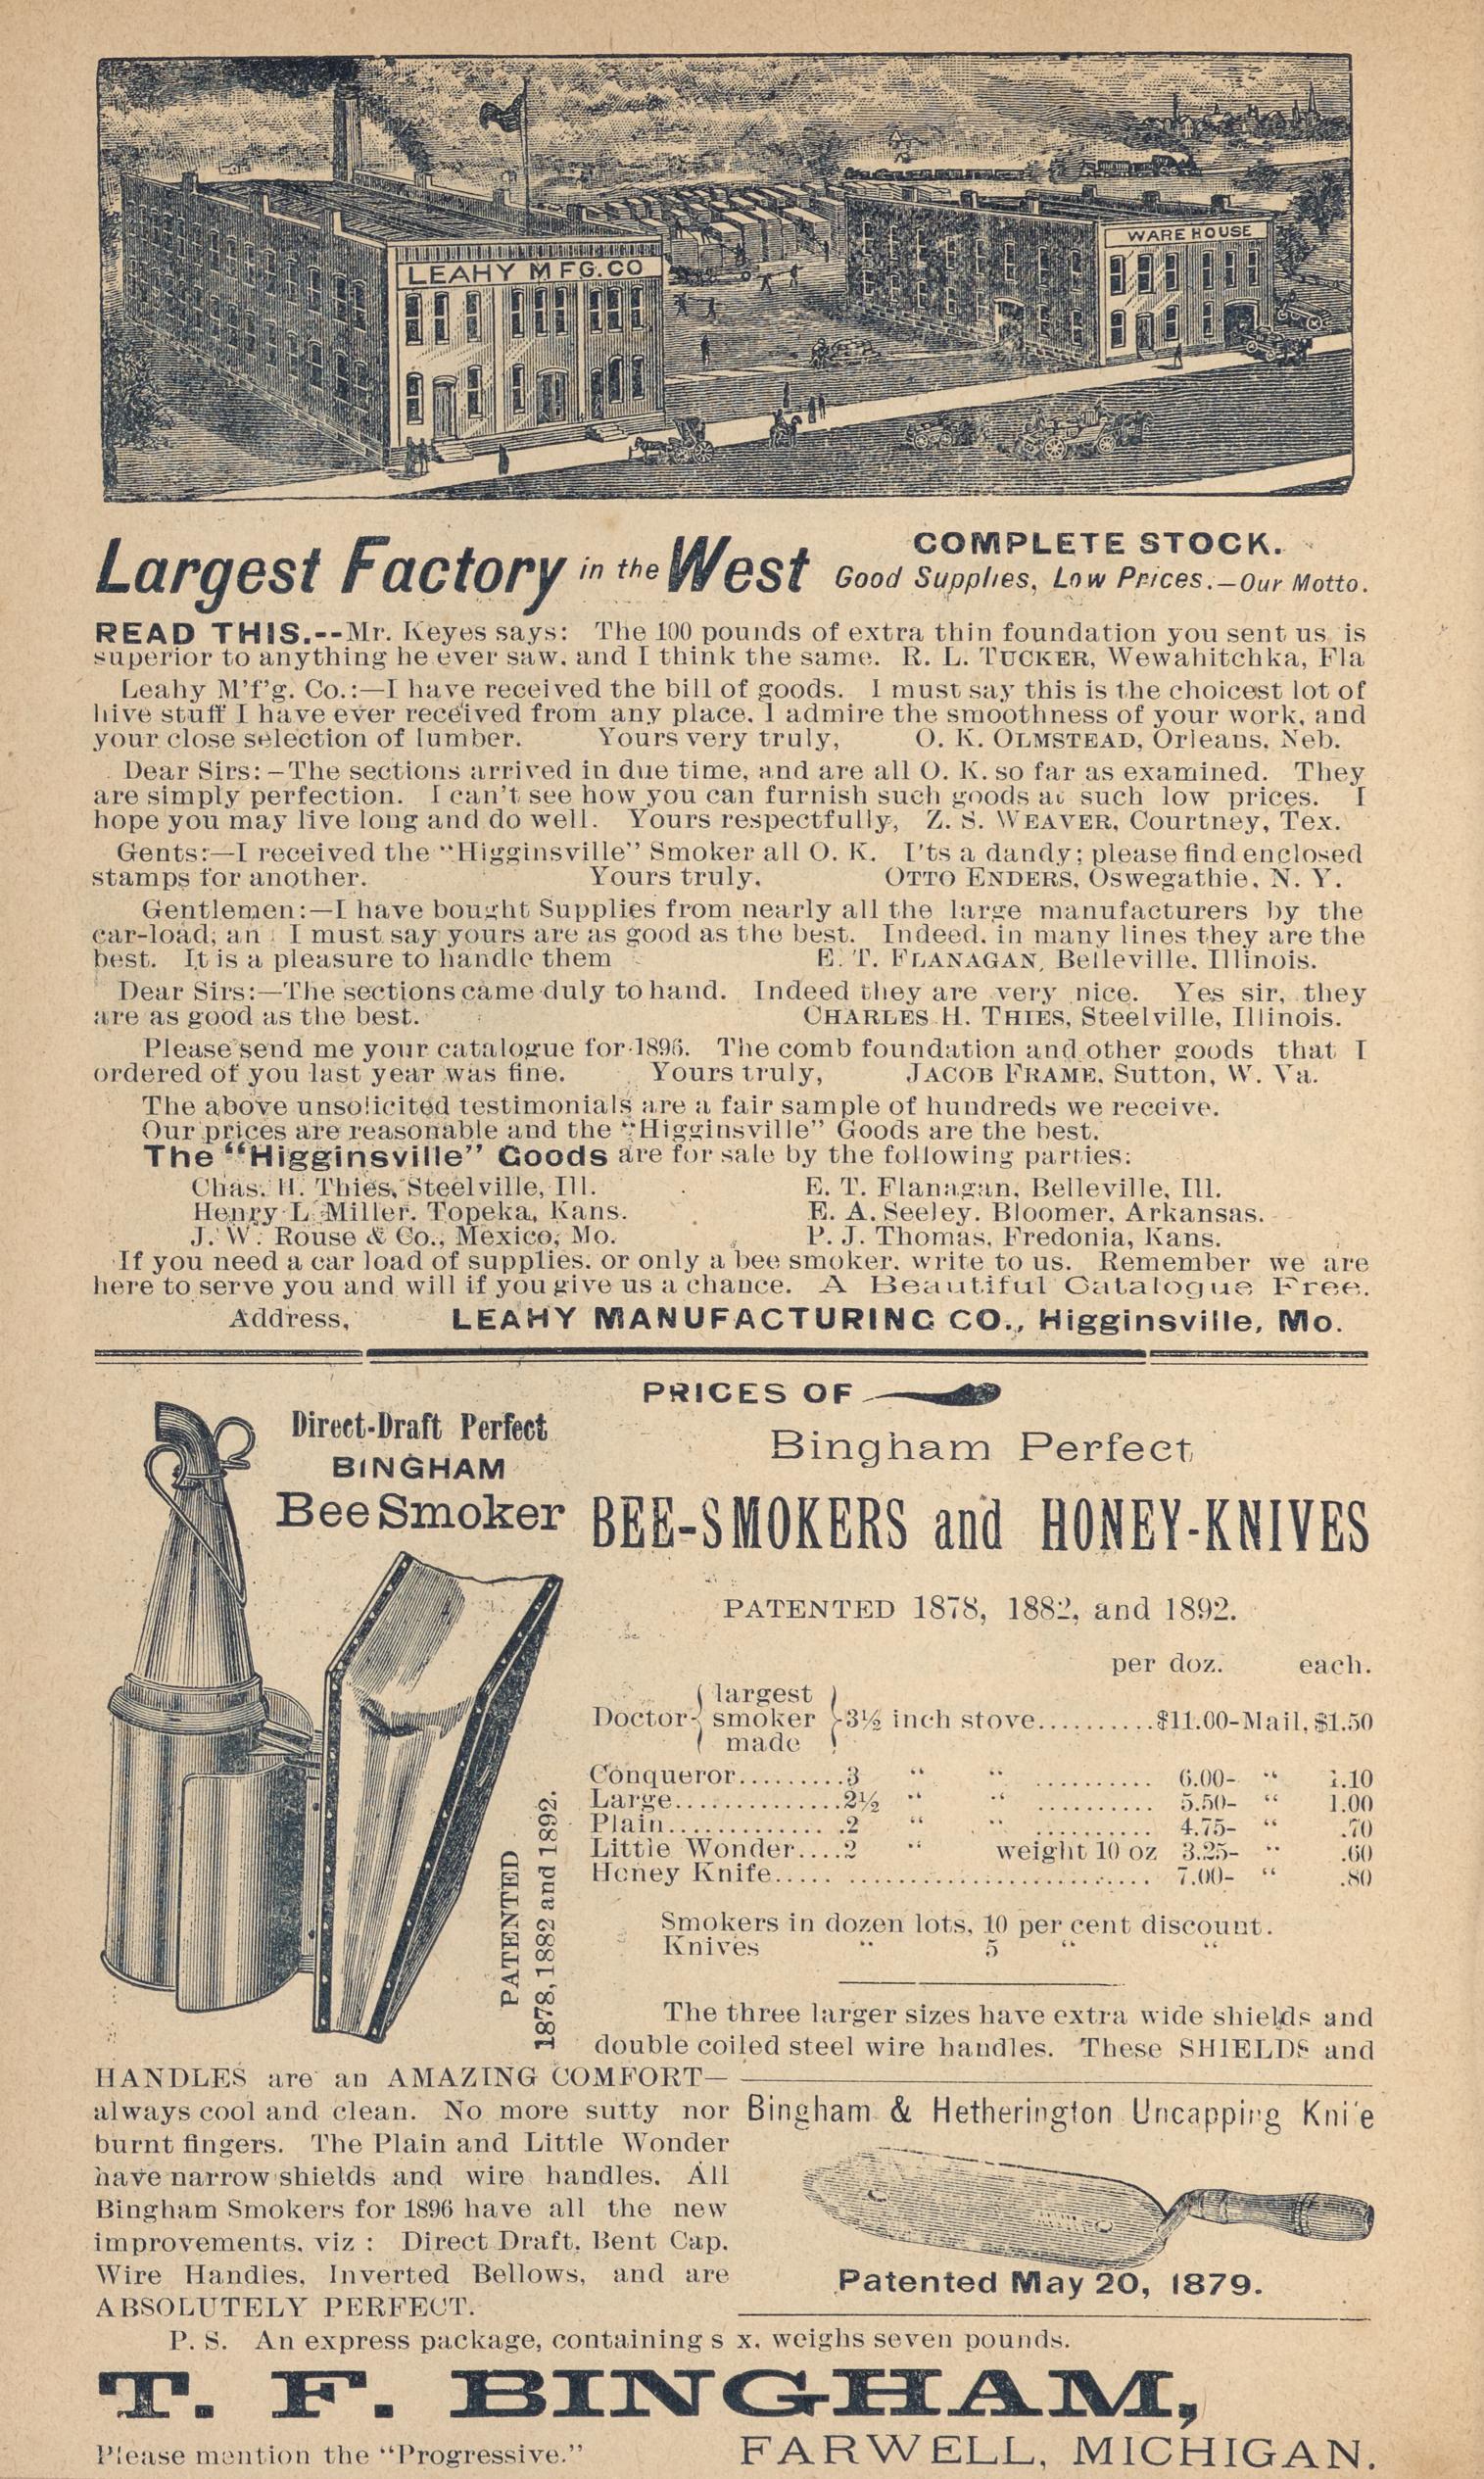 LEAHY MFG. CO
WARE HOUSE
Largest Factory in the West
COMPLETE STOCK.
Good Supplies, Low Prices.—Our Motto.
READ THIS.--Mr. Keyes says: The 100 pounds of extra thin foundation you sent us is
superior to anything he ever saw, and I think the same. R. L. TUCKER, Wewahitchka, Fla
Leahy M'f'g. Co.:—I have received the bill of goods. I must say this is the choicest lot of
hive stuff I have ever received from any place. I admire the smoothness of your work, and
your close selection of lumber. Yours very truly, O. K. OLMSTEAD, Orleans, Neb.
Dear Sirs:—The sections arrived in due time, and are all O. K. so far as examined. They
are simply perfection. I can't see how you can furnish such goods at such low prices. I
hope you may live long and do well. Yours respectfully, Z. S. WEAVER, Courtney, Tex.
Gents:—I received the "Higginsville" Smoker all O. K. I'ts a dandy; please find enclosed
stamps for another. Yours truly, OTTO ENDERS, Oswegathie, N. Y.
Gentlemen:—I have bought Supplies from nearly all the large manufacturers by the
car-load, an I must say yours are as good as the best. Indeed, in many lines they are the
best. It is a pleasure to handle them E. T. FLANAGAN, Belleville, Illinois.
Dear Sirs:—The sections came duly to hand. Indeed they are very nice. Yes sir, they
are as good as the best. CHARLES H. THIES, Steelville, Illinois.
Please send me your catalogue for 1896. The comb foundation and other goods that I
ordered of you last year was fine. Yours truly, JACOB FRAME, Sutton, W. Va.
The above unsolicited testimonials are a fair sample of hundreds we receive.
Our prices are reasonable and the "Higginsville" Goods are the best.
The "Higginsville" Goods are for sale by the following parties:
Chas. H. Thies, Steelville, Ill. E. T. Flanagan, Belleville, Ill.
Henry L Miller, Topeka, Kans. E. A. Seeley, Bloomer, Arkansas.
J. W. Rouse & Co., Mexico, Mo. P. J. Thomas, Fredonia, Kans.
If you need a car load of supplies, or only a bee smoker, write to us. Remember we are
here to serve you and will if you give us a chance. A Beautiful Catalogue Free.
Address, LEAHY MANUFACTURING CO., Higginsville, Mo.
Direct-Draft Perfect
BINGHAM
Bee Smoker
PATENTED
1878, 1882 and 1892.
PRICES OF
Bingham Perfect
BEE-SMOKERS and HONEY-KNIVES
PATENTED 1878, 1882, and 1892.
per doz. each.
largest
Doctor smoker 3½ inch stove..........$11.00-Mail, $1.50
made
Conqueror.........3 " " .......... 6.00- " 1.10
Large..............2½ " " .......... 5.50- " 1.00
Plain............. .2 " " .......... 4.75- " .70
Little Wonder....2 " weight 10 oz 3.25- " .60
Honey Knife..... .......................... 7.00- " .80
Smokers in dozen lots, 10 per cent discount.
Knives " 5 " "
The three larger sizes have extra wide shields and
double coiled steel wire handles. These SHIELDS and
HANDLES are an AMAZING COMFORT—
always cool and clean. No more sutty nor
burnt fingers. The Plain and Little Wonder
have narrow shields and wire handles. All
Bingham Smokers for 1896 have all the new
improvements, viz : Direct Draft, Bent Cap,
Wire Handles, Inverted Bellows, and are
ABSOLUTELY PERFECT.
Bingham & Hetherington Uncapping Knife
Patented May 20, 1879.
P. S. An express package, containing s x, weighs seven pounds.
T. F. BINGHAM,
Please mention the "Progressive." FARWELL, MICHIGAN.